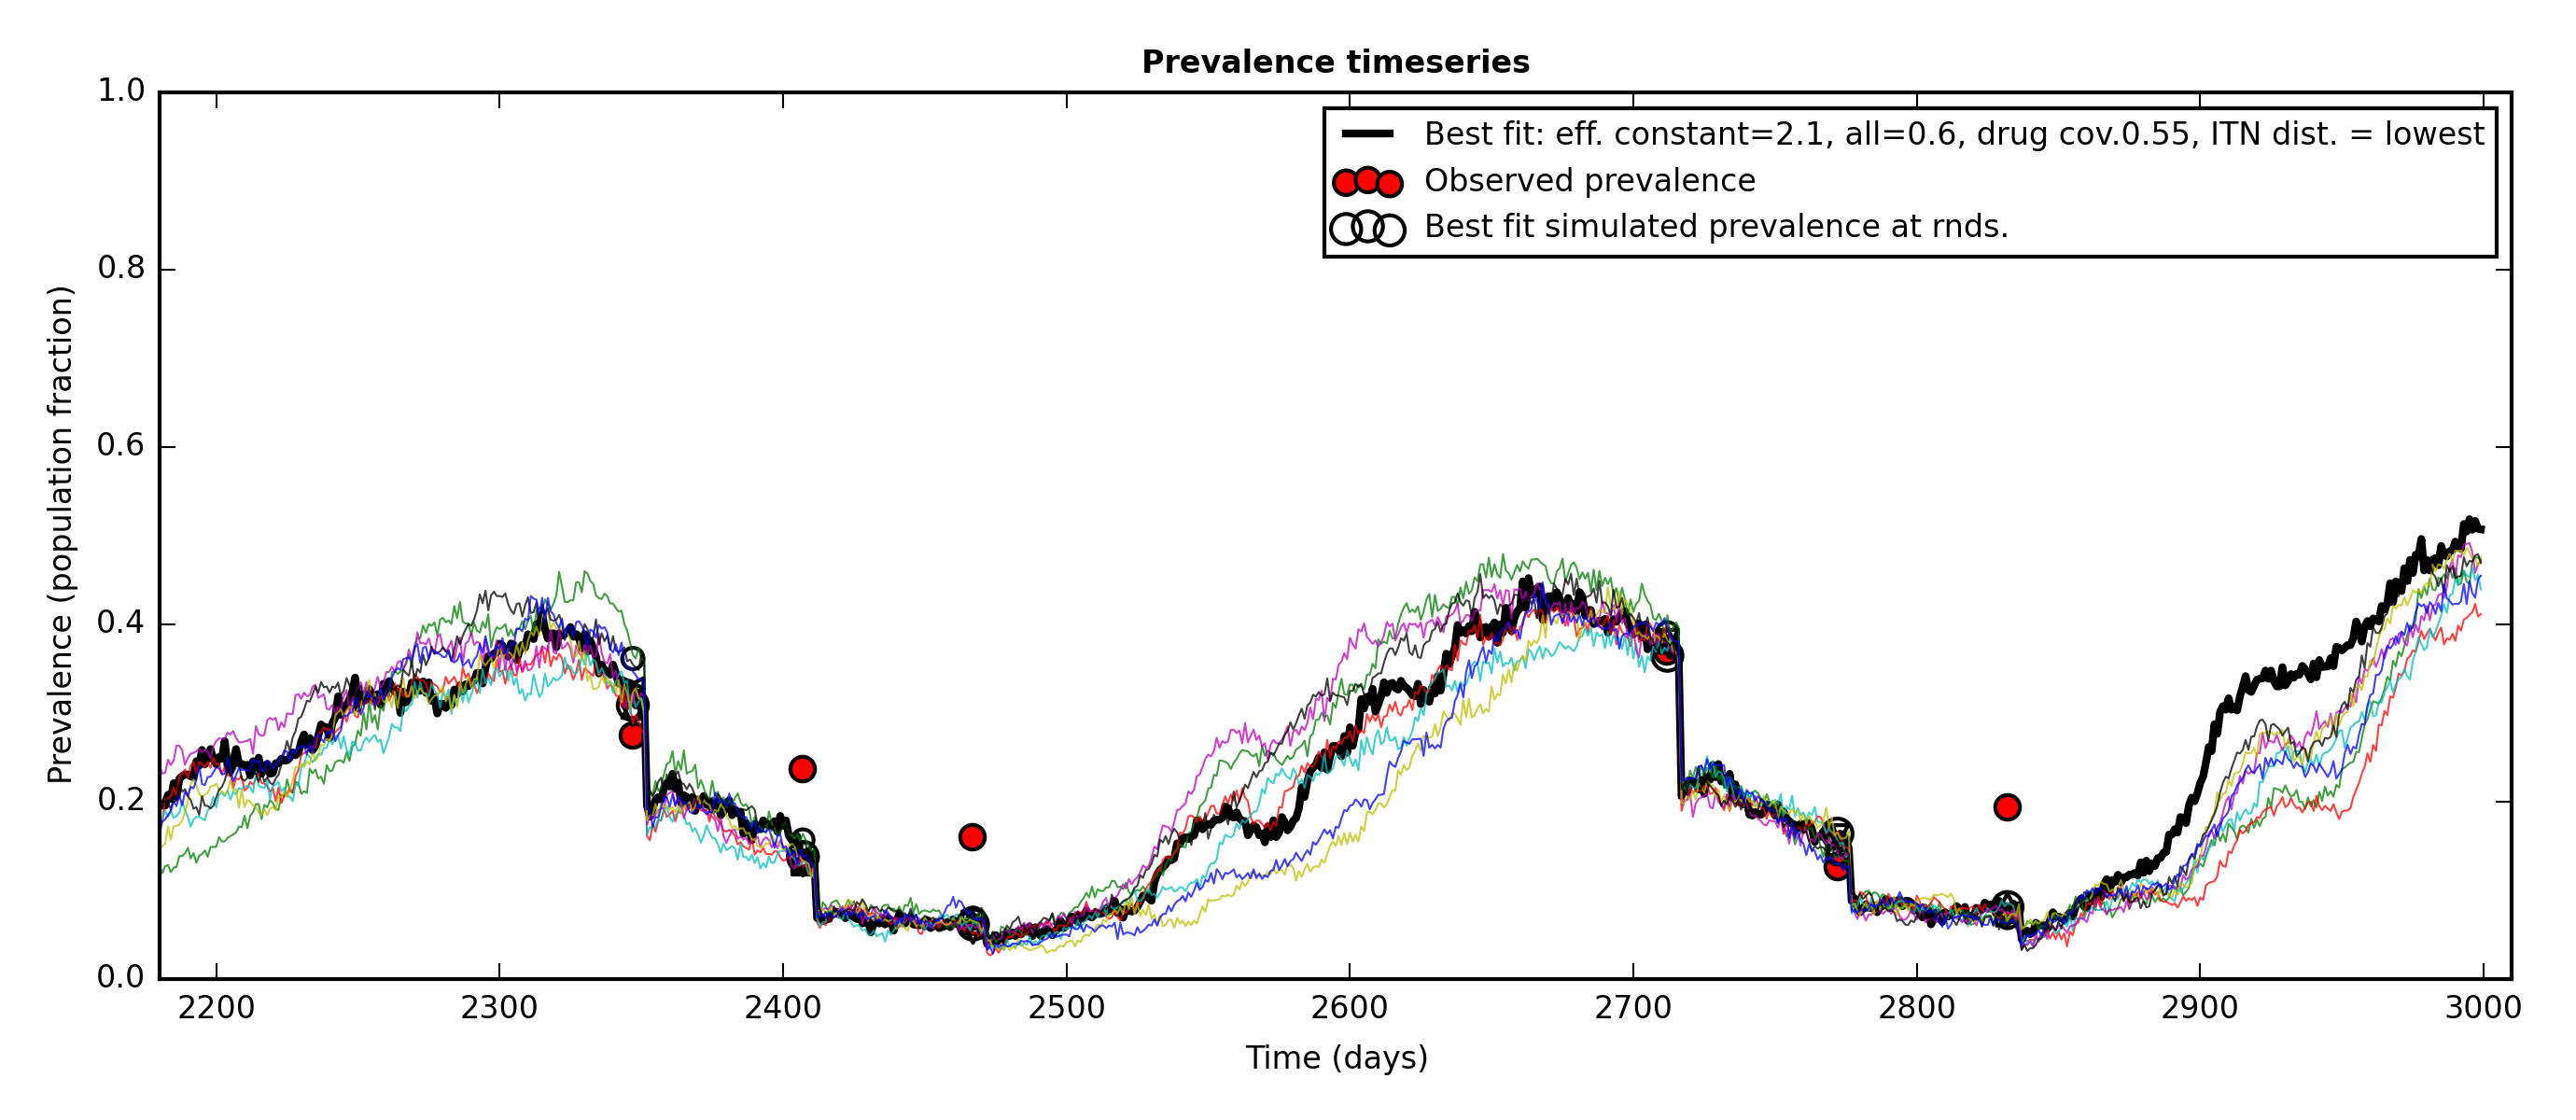 Prevalence timeseries
1.0
0.8
0.6
0.4
0.2
0.0
Prevalence (population fraction)
Best fit: eff. constant=2.1, all=0.6, drug cov.0.55, ITN dist. = lowest
Observed prevalence
Best fit simulated prevalence at rnds.
2200 2300 2400 2500 2600 2700 2800 2900 3000
Time (days)